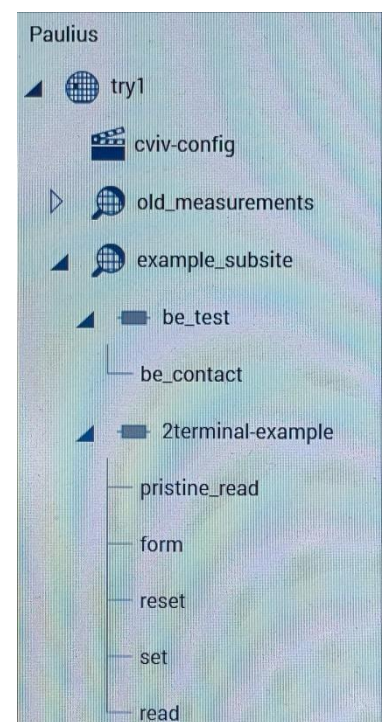 Paulius
try1
cviv-config
old_measurements
example_subsite
be_test
be_contact
2terminal-example
pristine_read
form
reset
set
read